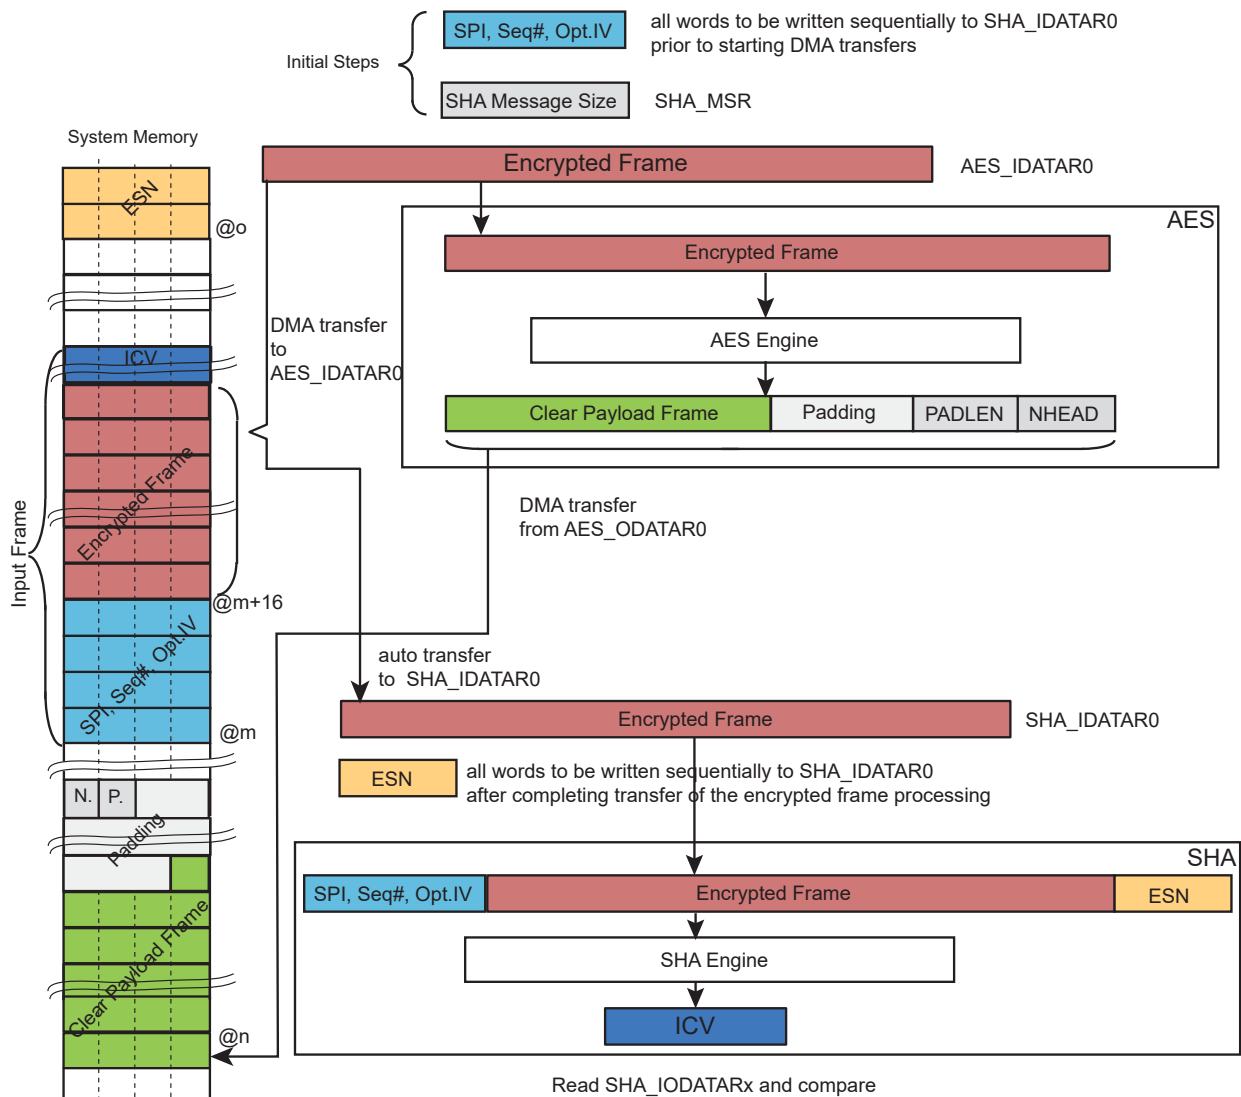 SPI, Seq#, Opt.IV
all words to be written sequentially to SHA_IDATAR0
prior to starting DMA transfers
Initial Steps
SHA Message Size
SHA_MSR
System Memory
Encrypted Frame
AES_IDATAR0
ESN
@o
AES
Encrypted Frame
DMA transfer
to
AES_IDATAR0
AES Engine
ICV
Clear Payload Frame
Padding
PADLEN
NHEAD
Encrypted Frame
Input Frame
DMA transfer
from AES_ODATAR0
@m+16
SPI, Seq#, Opt.IV
auto transfer
to SHA_IDATAR0
@m
Encrypted Frame
SHA_IDATAR0
ESN
all words to be written sequentially to SHA_IDATAR0
after completing transfer of the encrypted frame processing
N.
P.
Padding
SHA
SPI, Seq#, Opt.IV
Encrypted Frame
ESN
Clear Payload Frame
SHA Engine
@n
ICV
Read SHA_IODATARx and compare